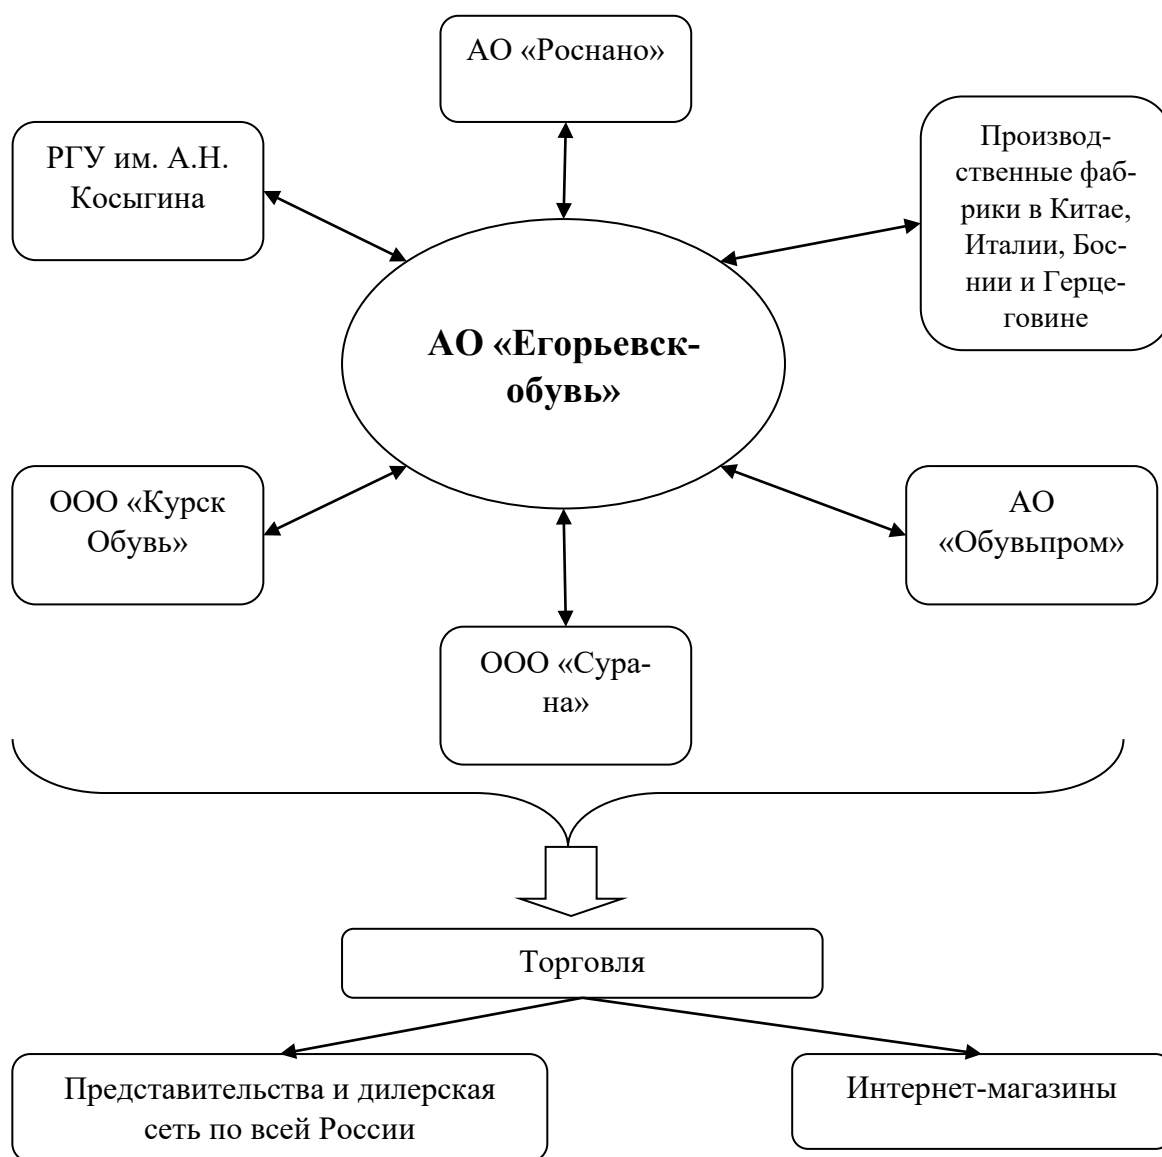 АО «Роснано»
РГУ им. А.Н.
Косыгина
Производ-
ственные фаб-
рики в Китае,
Италии, Бос-
нии и Герце-
говине
АО «Егорьевск-
обувь»
ООО «Курск
Обувь»
АО
«Обувьпром»
ООО «Сура-
на»
Торговля
Представительства и дилерская
сеть по всей России
Интернет-магазины